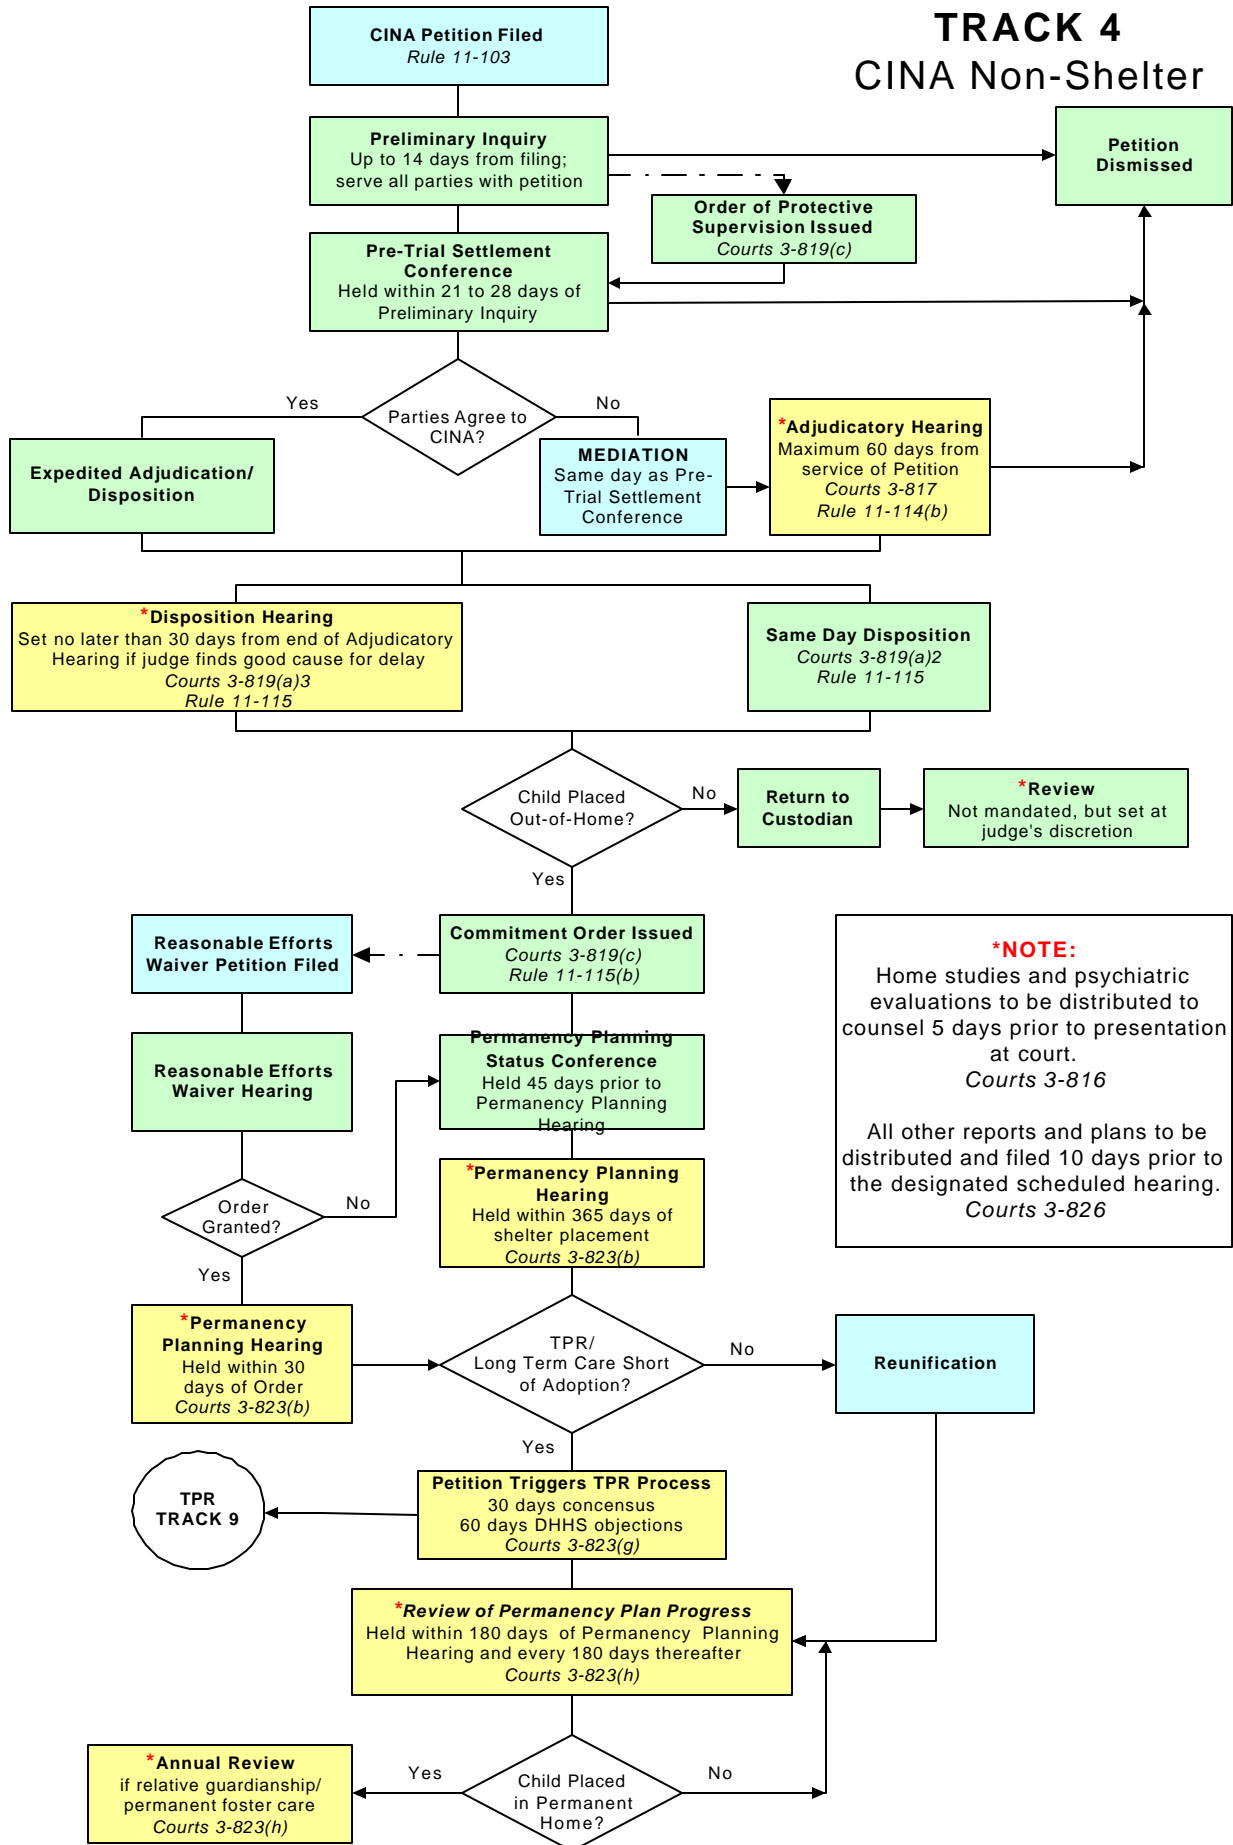 TRACK 4
CINA Non-Shelter
CINA Petition Filed
Rule 11-103
Preliminary Inquiry
Up to 14 days from filing;
serve all parties with petition
Petition
Dismissed
Order of Protective
Supervision Issued
Courts 3-819(c)
Pre-Trial Settlement
Conference
Held within 21 to 28 days of
Preliminary Inquiry
Parties Agree to
CINA?
Yes
No
Expedited Adjudication/
Disposition
MEDIATION
Same day as Pre-
Trial Settlement
Conference
*Adjudicatory Hearing
Maximum 60 days from
service of Petition
Courts 3-817
Rule 11-114(b)
*Disposition Hearing
Set no later than 30 days from end of Adjudicatory
Hearing if judge finds good cause for delay
Courts 3-819(a)3
Rule 11-115
Same Day Disposition
Courts 3-819(a)2
Rule 11-115
Child Placed
Out-of-Home?
No
Return to
Custodian
*Review
Not mandated, but set at
judge's discretion
Yes
Reasonable Efforts
Waiver Petition Filed
Commitment Order Issued
Courts 3-819(c)
Rule 11-115(b)
*NOTE:
Home studies and psychiatric
evaluations to be distributed to
counsel 5 days prior to presentation
at court.
Courts 3-816
All other reports and plans to be
distributed and filed 10 days prior to
the designated scheduled hearing.
Courts 3-826
Reasonable Efforts
Waiver Hearing
Permanency Planning
Status Conference
Held 45 days prior to
Permanency Planning
Hearing
Order
Granted?
No
Yes
*Permanency Planning
Hearing
Held within 365 days of
shelter placement
Courts 3-823(b)
*Permanency
Planning Hearing
Held within 30
days of Order
Courts 3-823(b)
TPR/
Long Term Care Short
of Adoption?
No
Reunification
Yes
TPR
TRACK 9
Petition Triggers TPR Process
30 days concensus
60 days DHHS objections
Courts 3-823(g)
*Review of Permanency Plan Progress
Held within 180 days of Permanency Planning
Hearing and every 180 days thereafter
Courts 3-823(h)
*Annual Review
if relative guardianship/
permanent foster care
Courts 3-823(h)
Yes
Child Placed
in Permanent
Home?
No